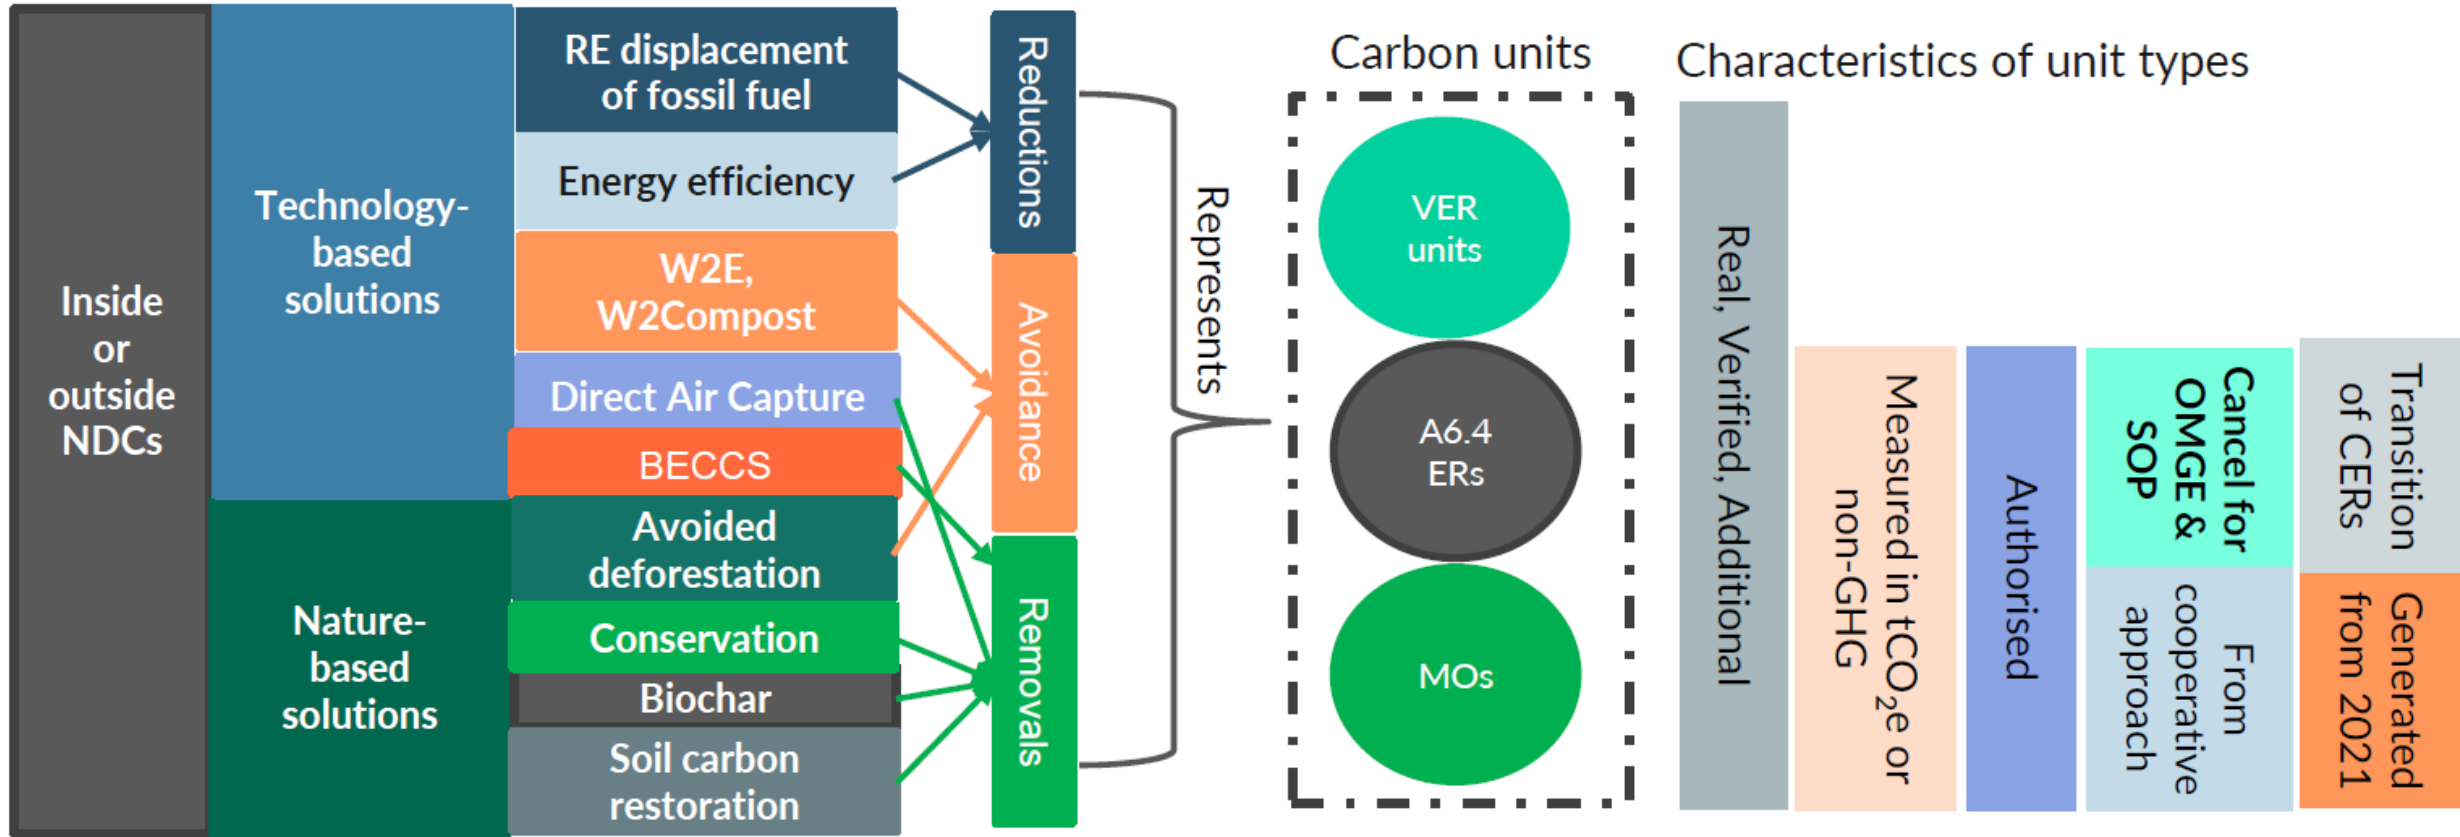 Inside
or
outside
NDCs
Technology-
based
solutions
Nature-
based
solutions
RE displacement
of fossil fuel
Energy efficiency
W2E,
W2Compost
Direct Air Capture
BECCS
Avoided
deforestation
Conservation
Biochar
Soil carbon
restoration
Reductions
Avoidance
Removals
Represents
Carbon units
VER
units
A6.4
ERs
MOs
Characteristics of unit types
Real, Verified, Additional
Measured in tCO₂e or
non-GHG
Authorised
Cancel for
OMGE &
SOP
From
cooperative
approach
Transition
of CERs
Generated
from 2021